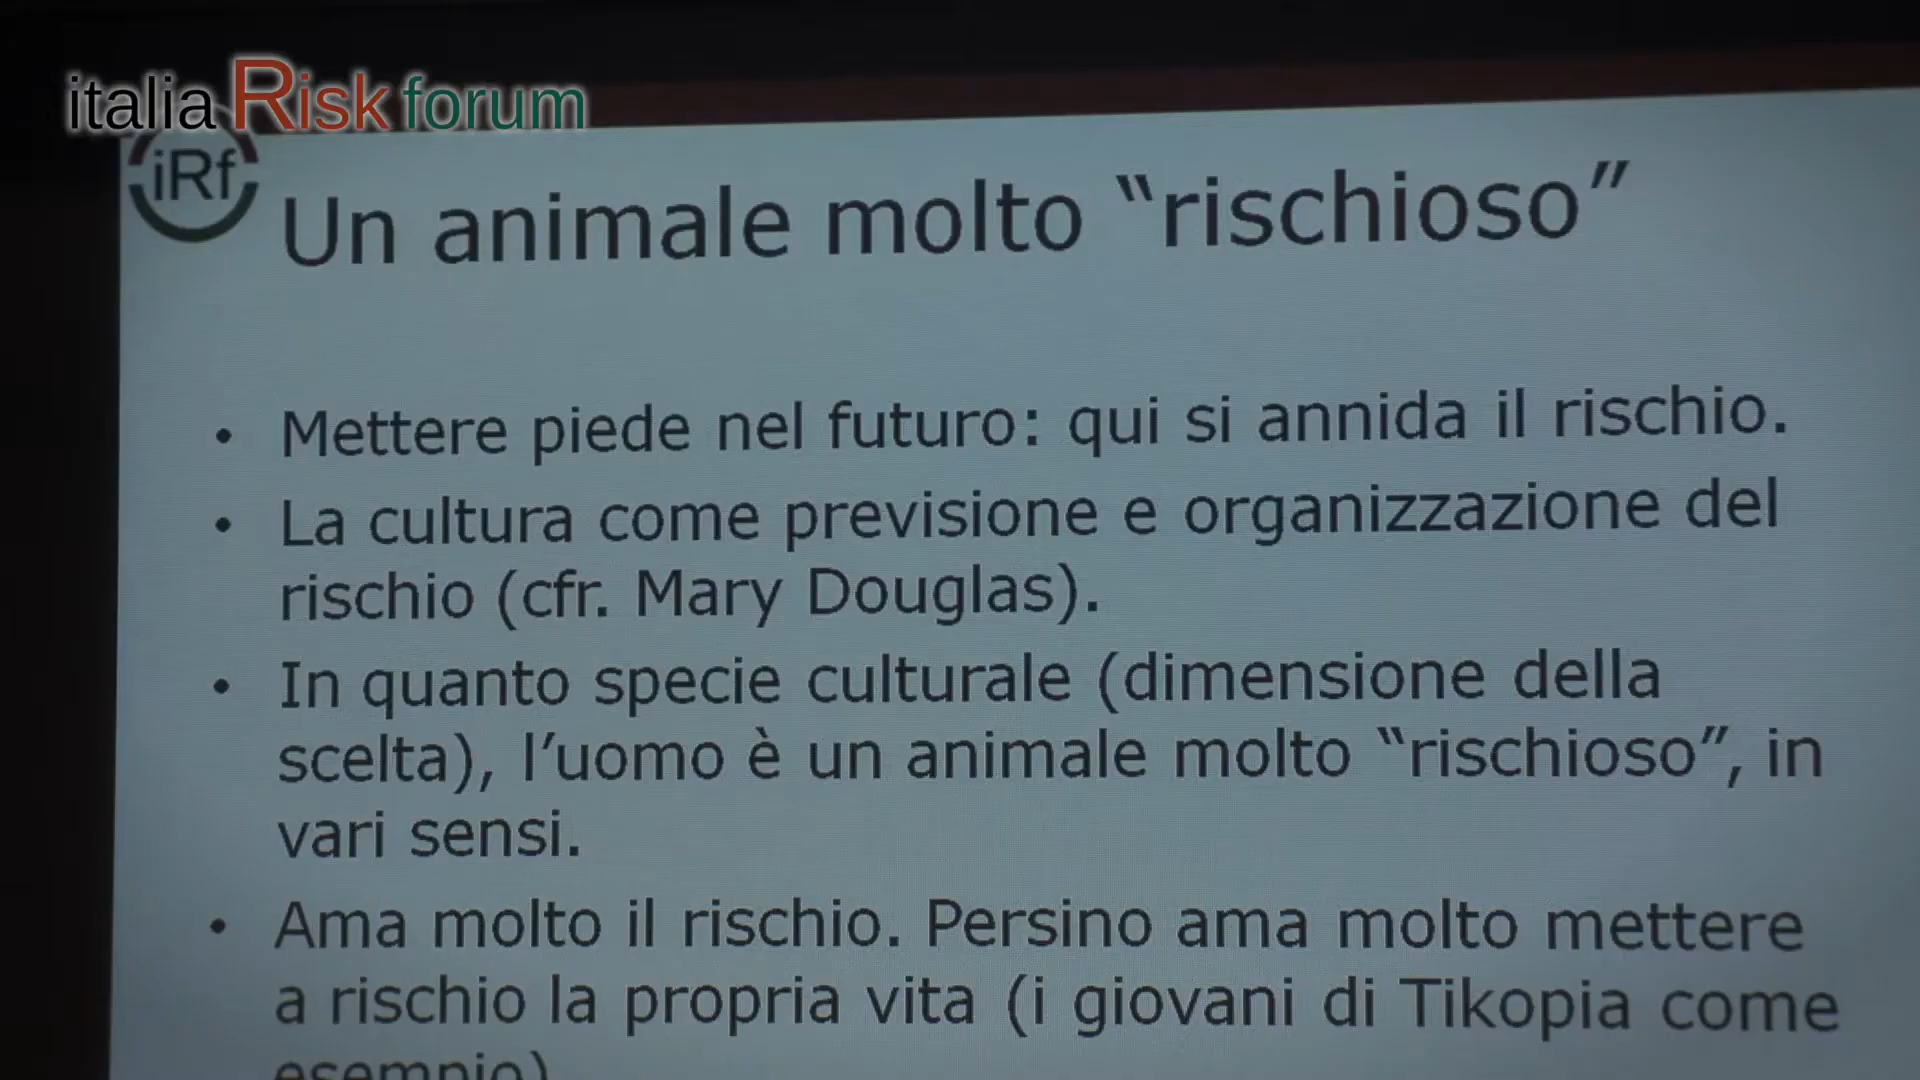 italia Risk forum
iRf
Un animale molto “rischioso”
• Mettere piede nel futuro: qui si annida il rischio.
• La cultura come previsione e organizzazione del
rischio (cfr. Mary Douglas).
• In quanto specie culturale (dimensione della
scelta), l’uomo è un animale molto “rischioso”, in
vari sensi.
• Ama molto il rischio. Persino ama molto mettere
a rischio la propria vita (i giovani di Tikopia come
esempio)